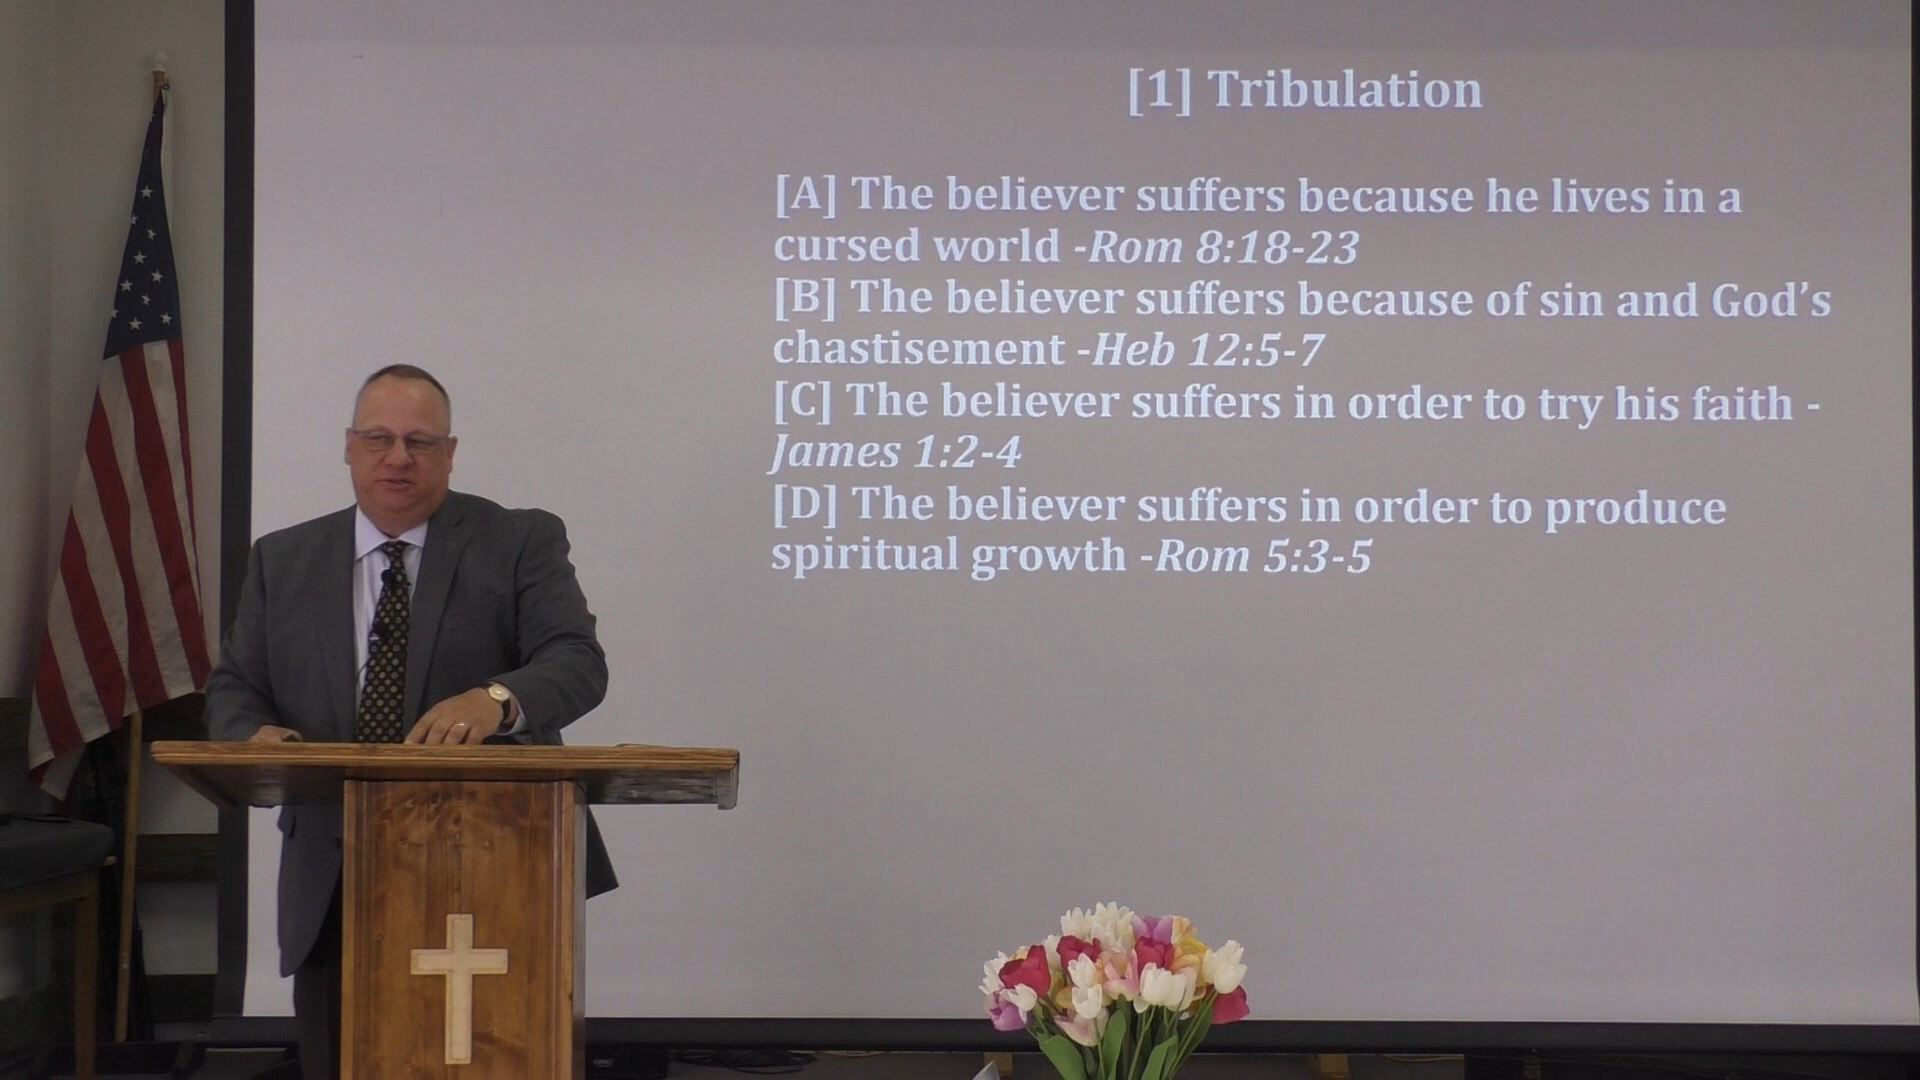 [1] Tribulation
[A] The believer suffers because he lives in a
cursed world -Rom 8:18-23
[B] The believer suffers because of sin and God’s
chastisement -Heb 12:5-7
[C] The believer suffers in order to try his faith -
James 1:2-4
[D] The believer suffers in order to produce
spiritual growth -Rom 5:3-5